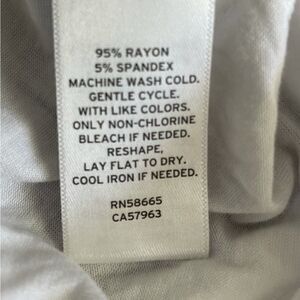 95% RAYON
5% SPANDEX
MACHINE WASH COLD.
GENTLE CYCLE.
WITH LIKE COLORS.
ONLY NON-CHLORINE
BLEACH IF NEEDED.
RESHAPE,
LAY FLAT TO DRY.
COOL IRON IF NEEDED.
RN58665
CA57963